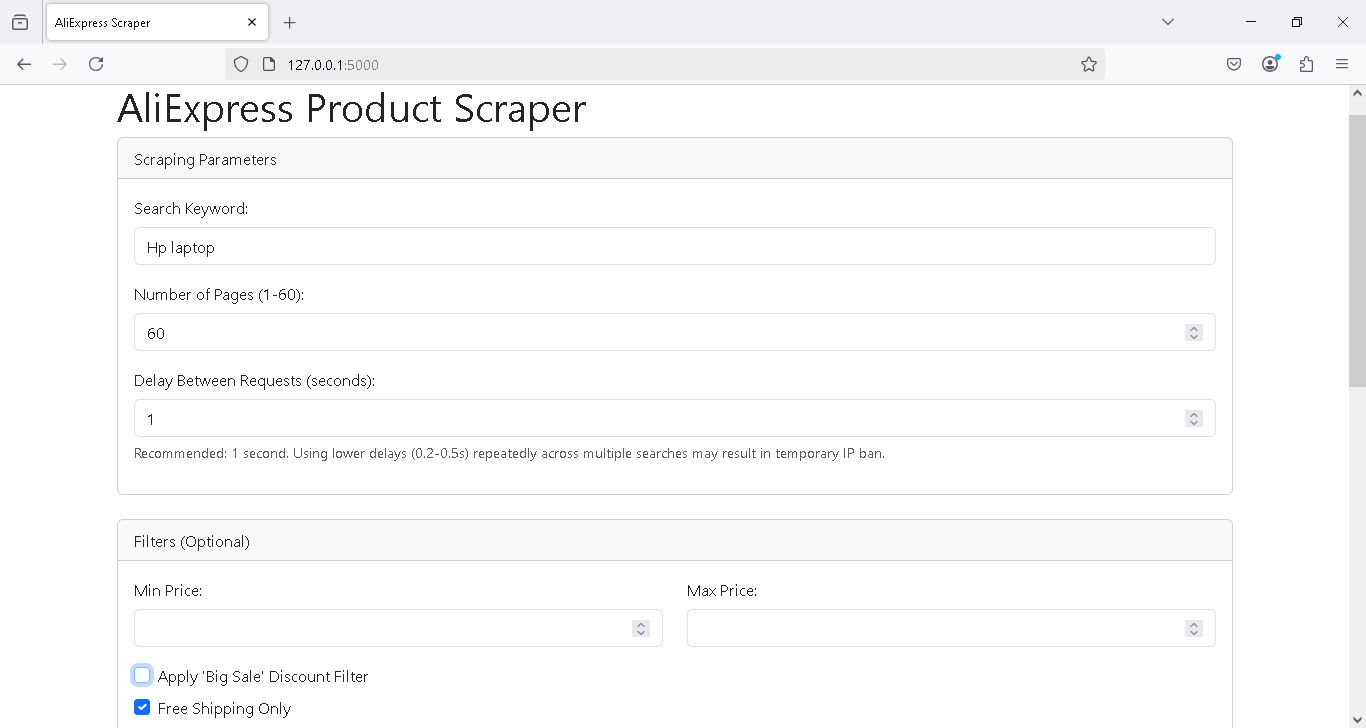 AliExpress Scraper
127.0.0.1:5000
AliExpress Product Scraper
Scraping Parameters
Search Keyword:
Hp laptop
Number of Pages (1-60):
60
Delay Between Requests (seconds):
1
Recommended: 1 second. Using lower delays (0.2-0.5s) repeatedly across multiple searches may result in temporary IP ban.
Filters (Optional)
Min Price: Max Price:
Apply 'Big Sale' Discount Filter
Free Shipping Only